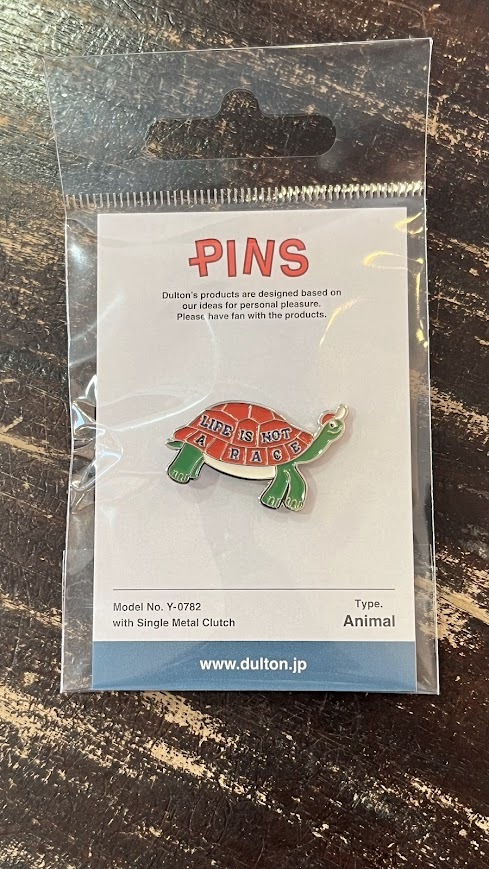 PINS
Dulton's products are designed based on
our ideas for personal pleasure.
Please have fan with the products.
LIFE IS NOT
A RACE
Model No. Y-0782
with Single Metal Clutch
Type.
Animal
www.dulton.jp